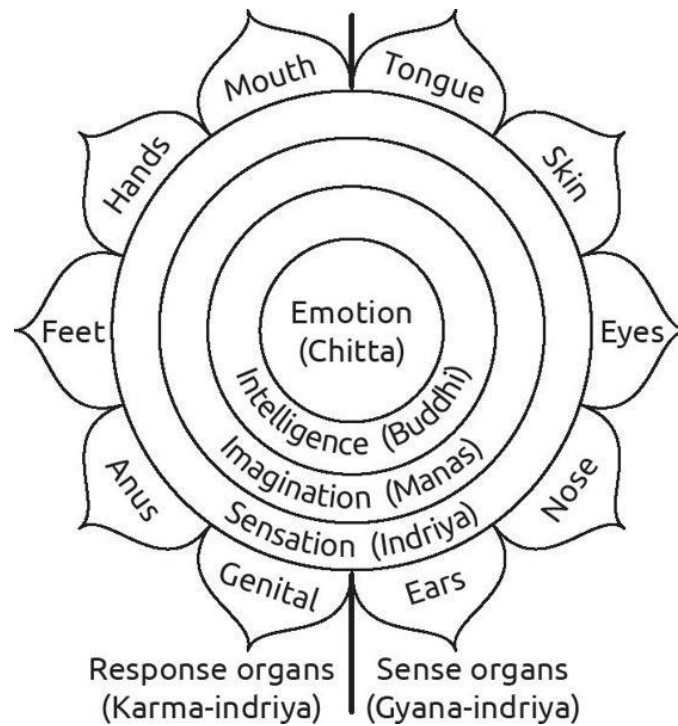 Mouth
Tongue
Hands
Skin
Feet
Eyes
Anus
Nose
Genital
Ears
Emotion
(Chitta)
Intelligence (Buddhi)
Imagination (Manas)
Sensation (Indriya)
Response organs
(Karma-indriya)
Sense organs
(Gyana-indriya)